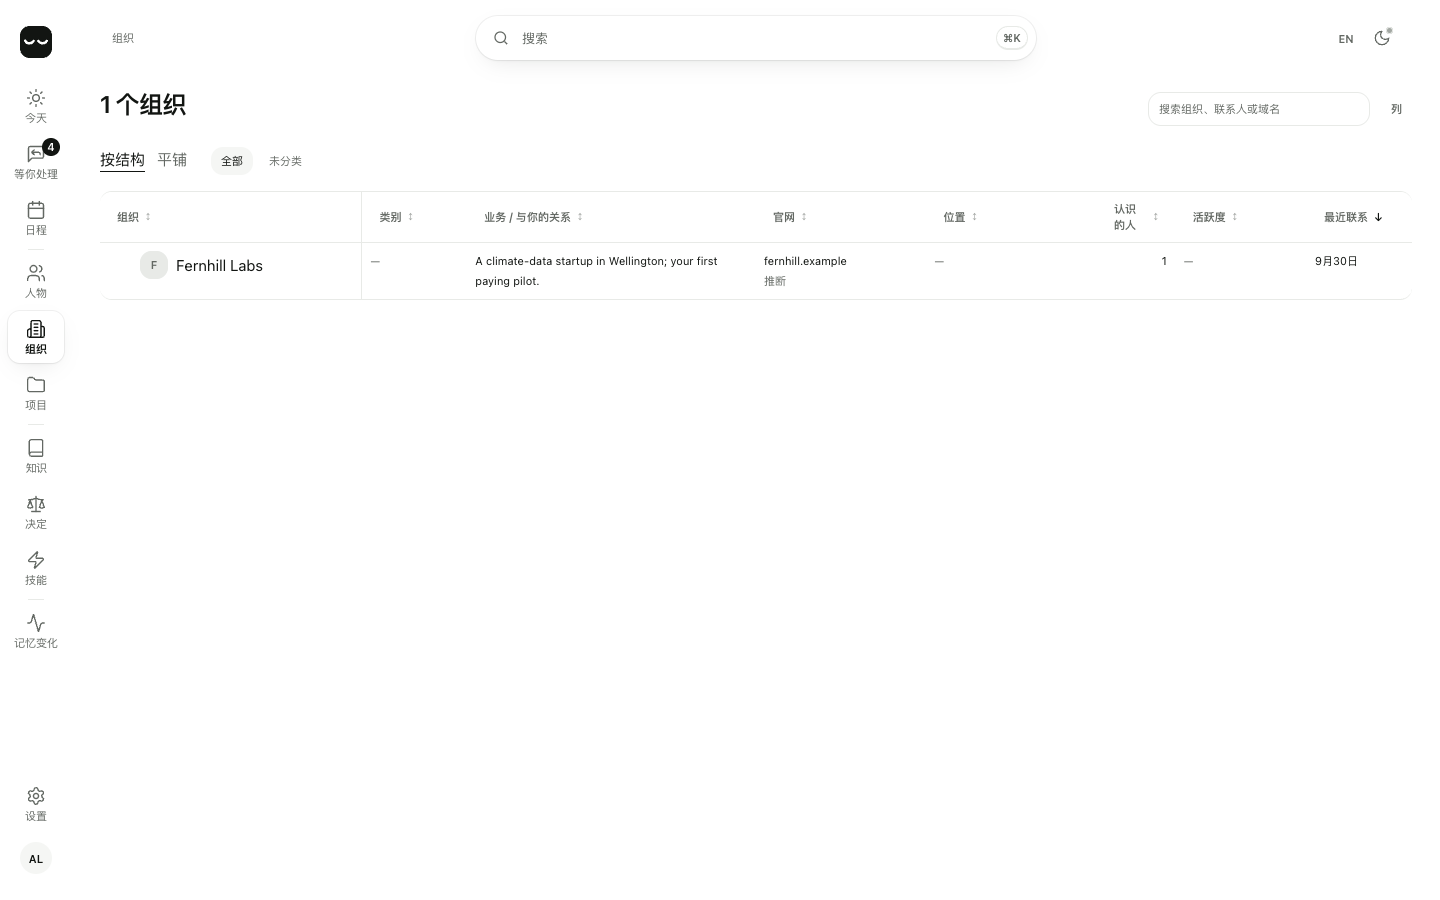 组织
搜索
⌘K
EN
今天
4
等你处理
日程
人物
组织
项目
知识
决定
技能
记忆变化
设置
AL
1 个组织
搜索组织、联系人或域名
列
按结构
平铺
全部
未分类
组织
类别
业务 / 与你的关系
官网
位置
认识
的人
活跃度
最近联系
F
Fernhill Labs
—
A climate-data startup in Wellington; your first
paying pilot.
fernhill.example
推断
—
1
—
9月30日